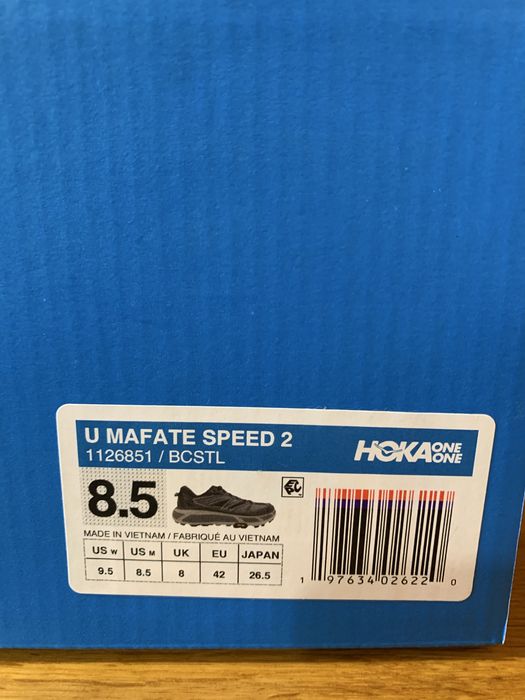 U MAFATE SPEED 2
1126851 / BCSTL
HOKA ONE ONE
8.5
MADE IN VIETNAM / FABRIQUÉ AU VIETNAM
US W US M UK EU JAPAN
9.5 8.5 8 42 26.5
1 97634 02622 0